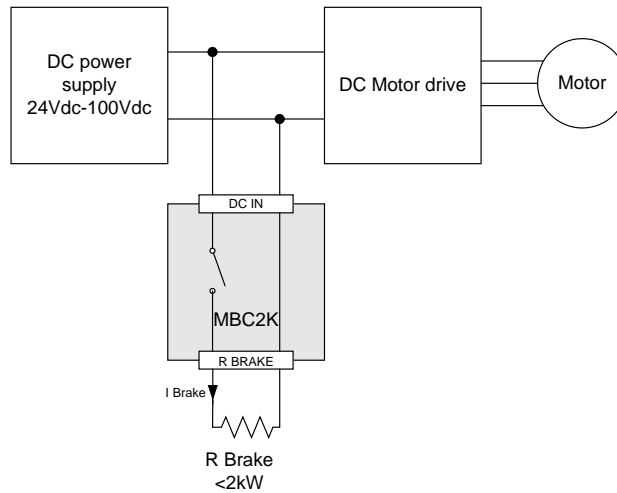 DC power
supply
24Vdc-100Vdc
DC Motor drive
Motor
DC IN
MBC2K
R BRAKE
I Brake
R Brake
<2kW